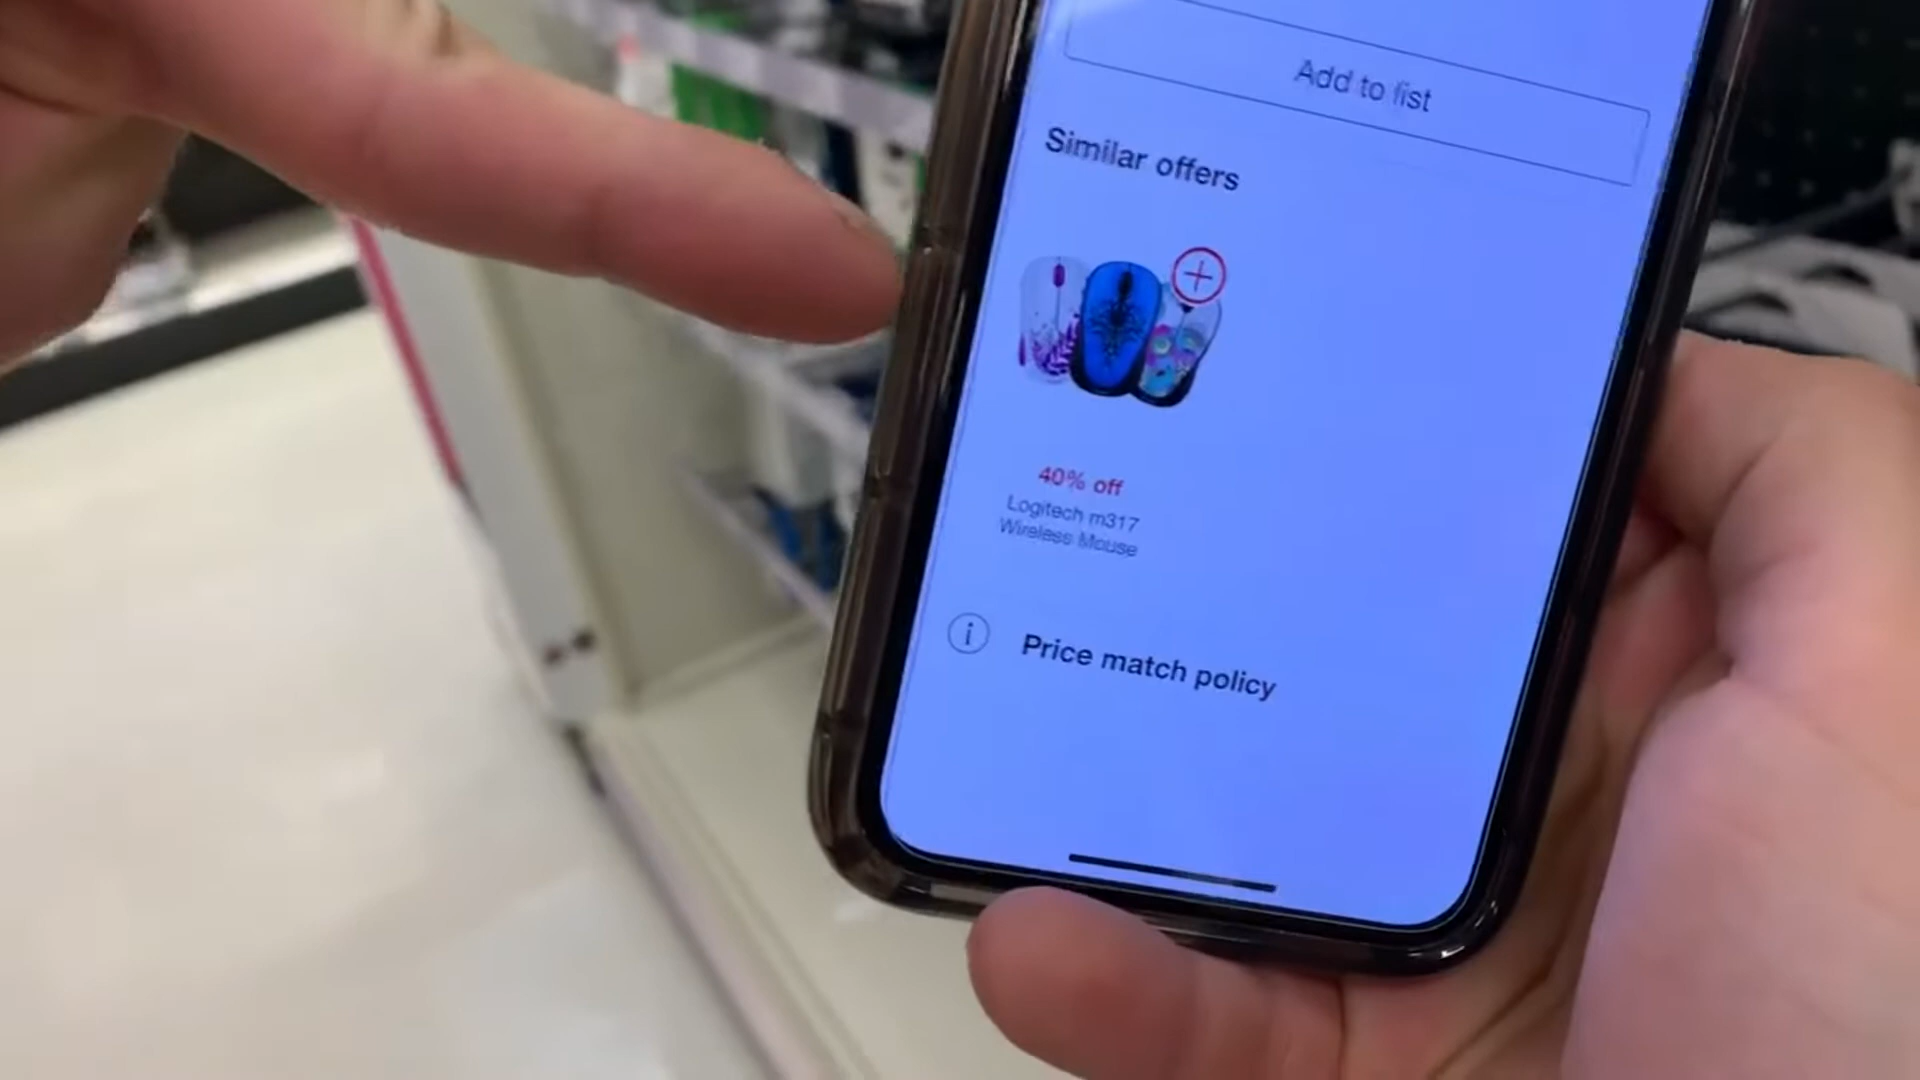 Add to list
Similar offers
40% off
Logitech m317
Wireless Mouse
Price match policy